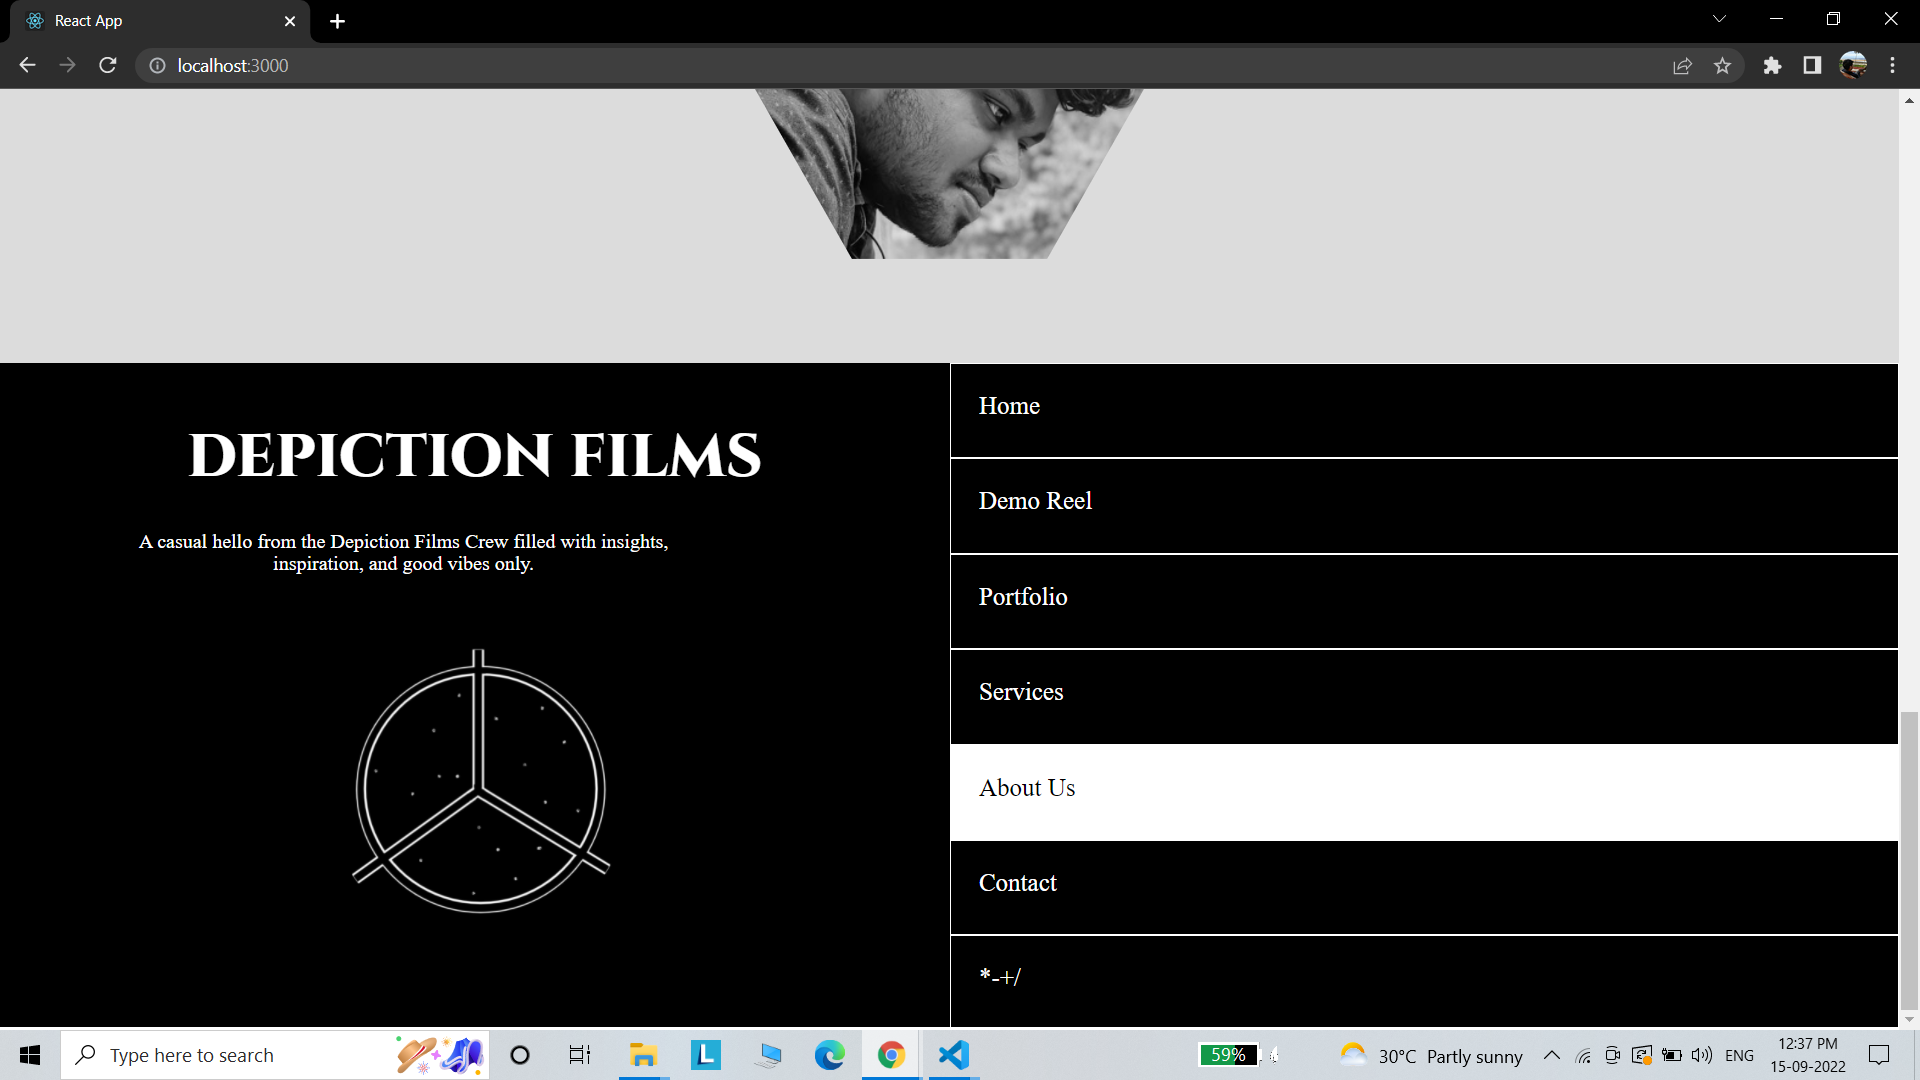 React App
localhost:3000
DEPICTION FILMS
A casual hello from the Depiction Films Crew filled with insights,
inspiration, and good vibes only.
Home
Demo Reel
Portfolio
Services
About Us
Contact
*-+/
Type here to search
L
59%
30°C Partly sunny
ENG
12:37 PM
15-09-2022